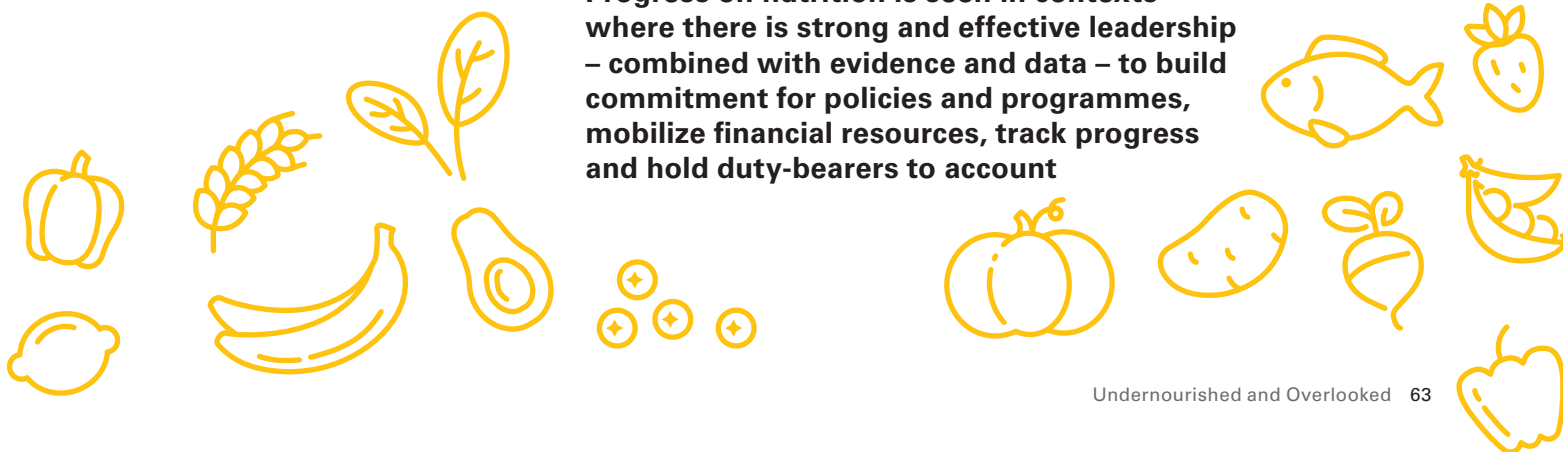 Progress on nutrition is seen in contexts
where there is strong and effective leadership
– combined with evidence and data – to build
commitment for policies and programmes,
mobilize financial resources, track progress
and hold duty-bearers to account
Undernourished and Overlooked 63